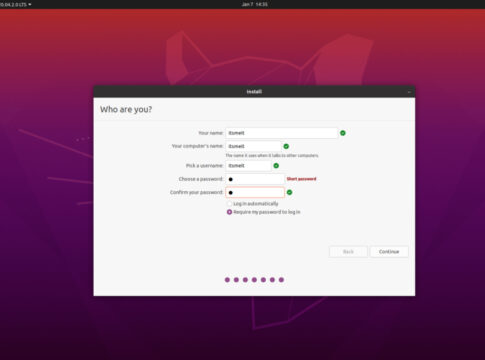 20.04.2.0 LTS
Jan 7 14:35
Install
Who are you?
Your name: itsmeit
Your computer's name: itsmeit
The name it uses when it talks to other computers.
Pick a username: itsmeit
Choose a password: ● Short password
Confirm your password: ●
Log in automatically
Require my password to log in
Back Continue